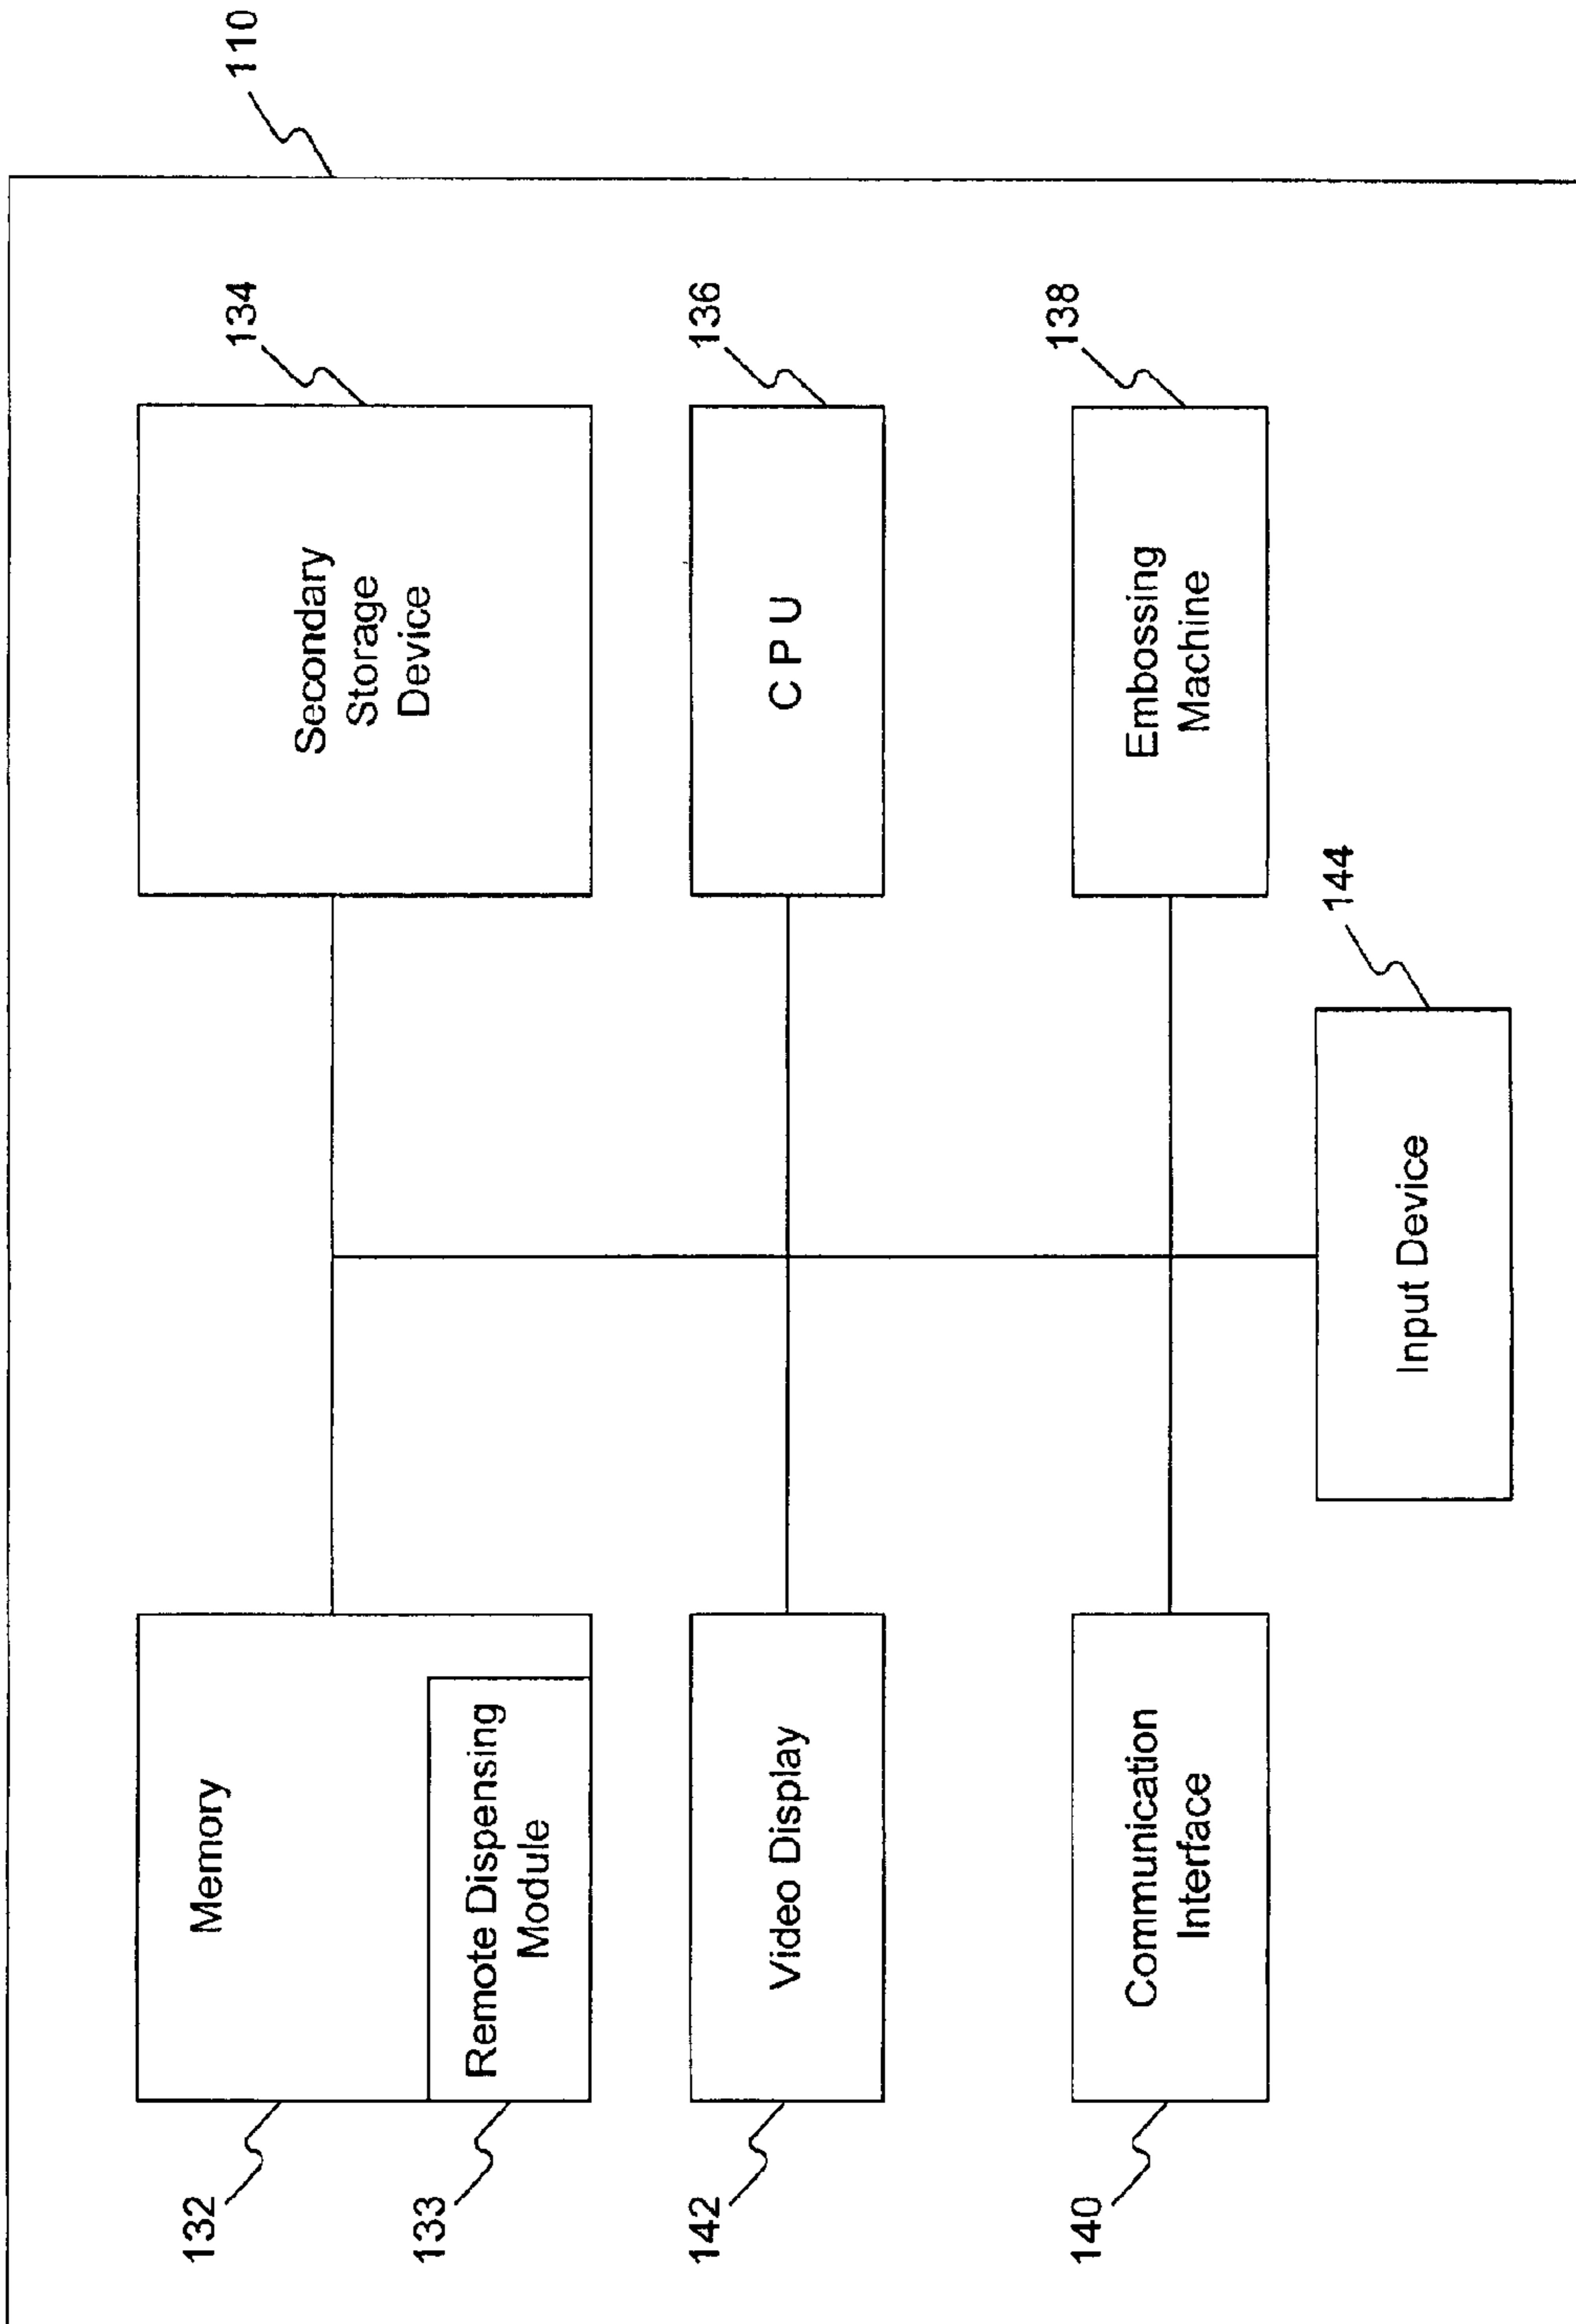 110
132
Memory
133
Remote Dispensing
Module
134
Secondary
Storage
Device
142
Video Display
136
C P U
140
Communication
Interface
138
Embossing
Machine
144
Input Device